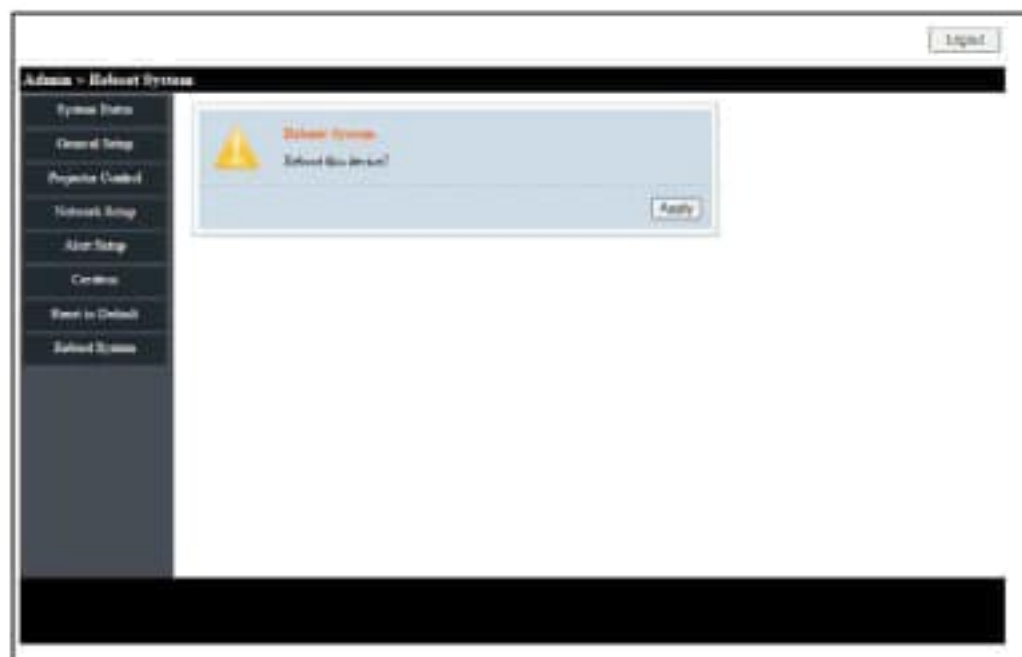 Logout
Admin > Reboot System
System Status
General Setup
Projector Control
Network Setup
Alert Setup
Crestron
Reset to Default
Reboot System
Reboot System
Reboot this device?
Apply